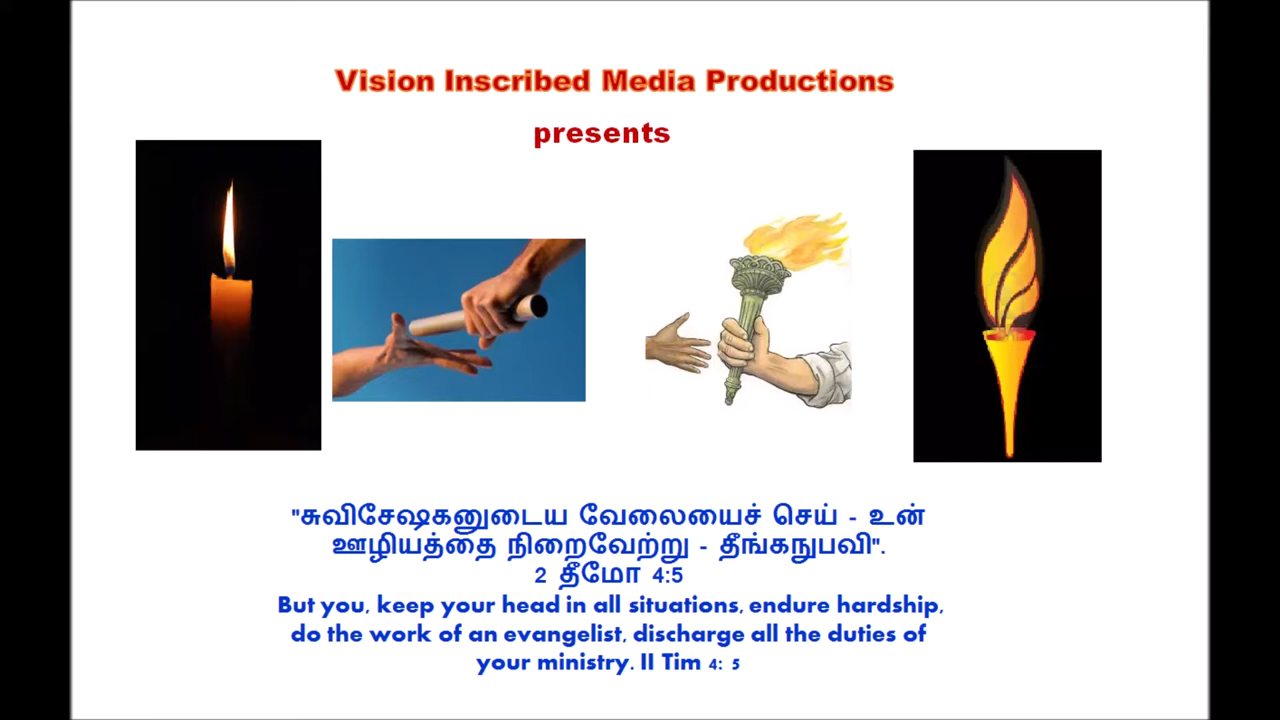 Vision Inscribed Media Productions
presents
"சுவிசேஷகனுடைய வேலையைச் செய் - உன்
ஊழியத்தை நிறைவேற்று - தீங்கநுபவி".
2 தீமோ 4:5
But you, keep your head in all situations, endure hardship,
do the work of an evangelist, discharge all the duties of
your ministry. II Tim 4: 5